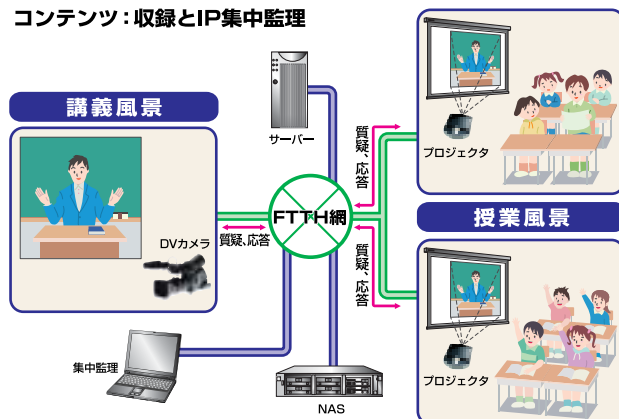 コンテンツ：収録とIP集中監理
講義風景
サーバー
プロジェクタ
質疑、応答
FTTH網
DVカメラ
質疑、応答
授業風景
質疑、応答
集中監理
NAS
プロジェクタ